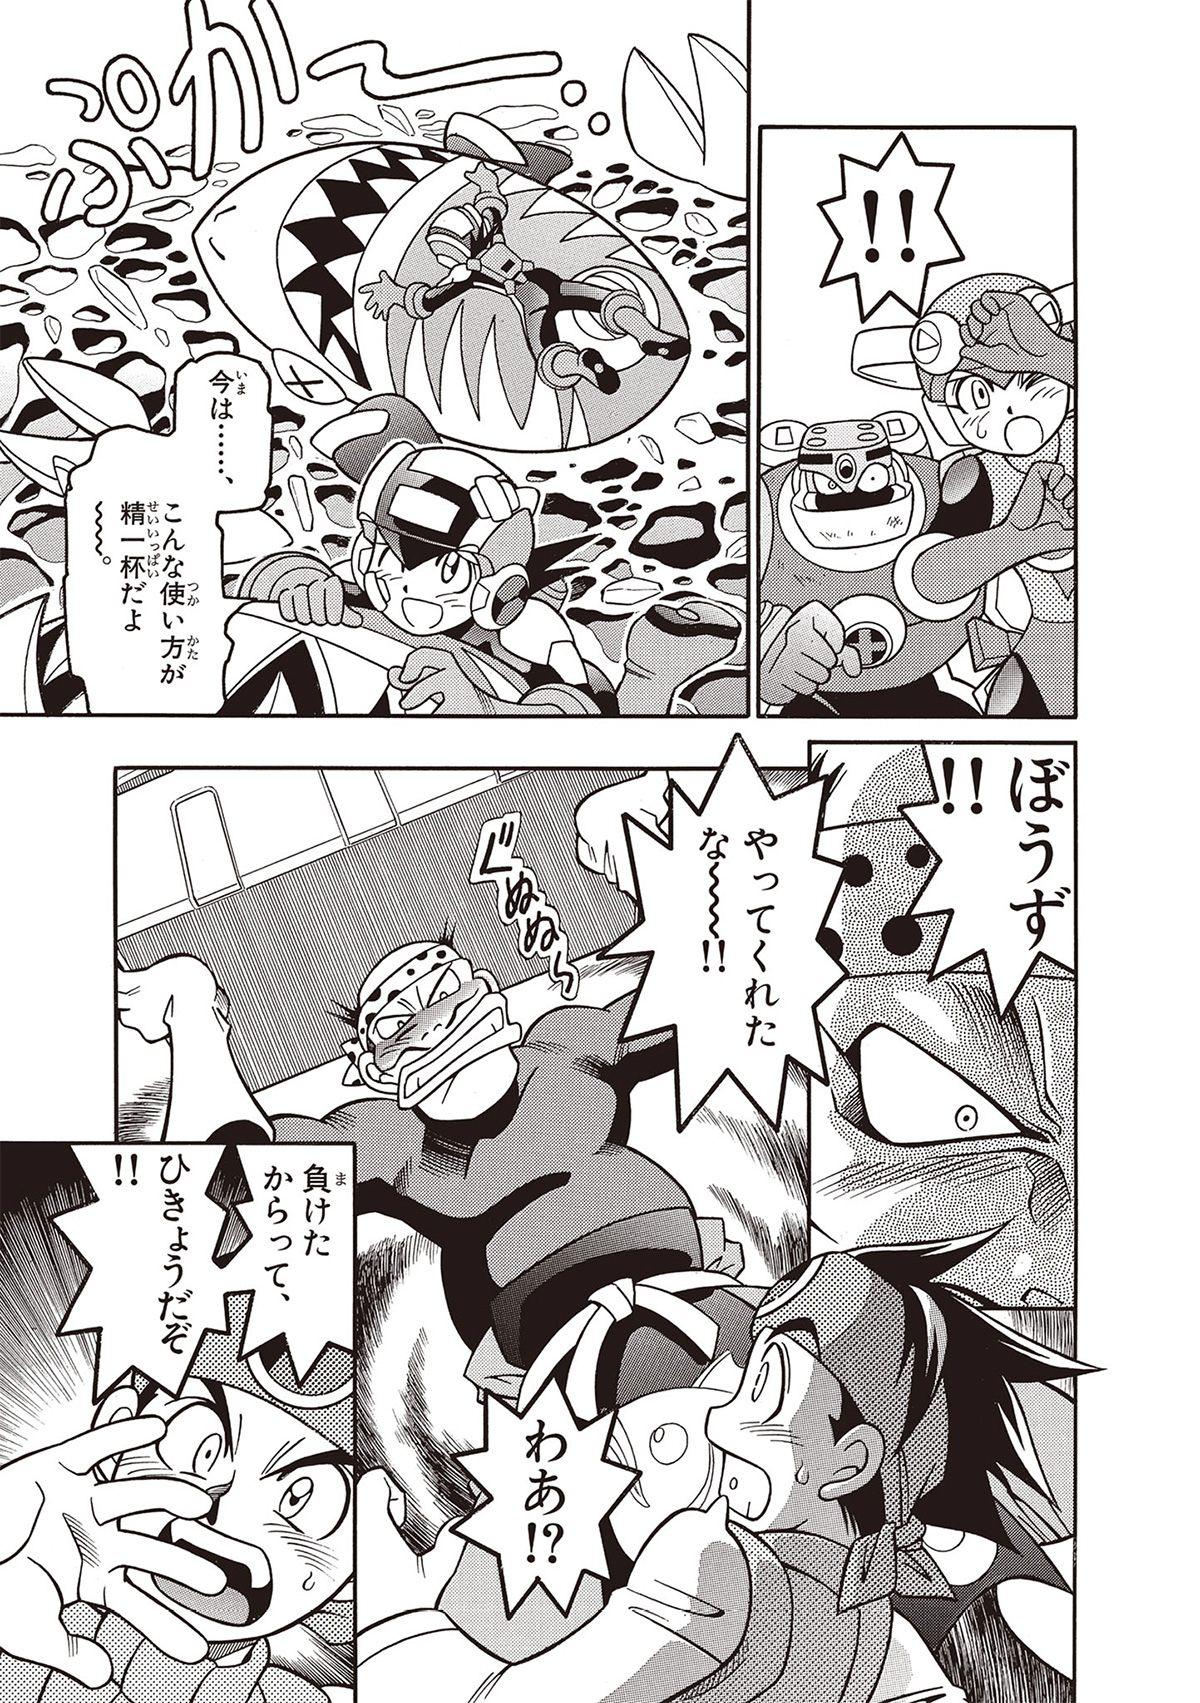 !!
ぷかー
今は……、
こんな使い方が
精一杯だよ
〜〜。
ぼうず
!!
やってくれた
な〜〜!!
ぐぬぬ〜
わあ!?
負けた
からって、
ひきょうだぞ
!!